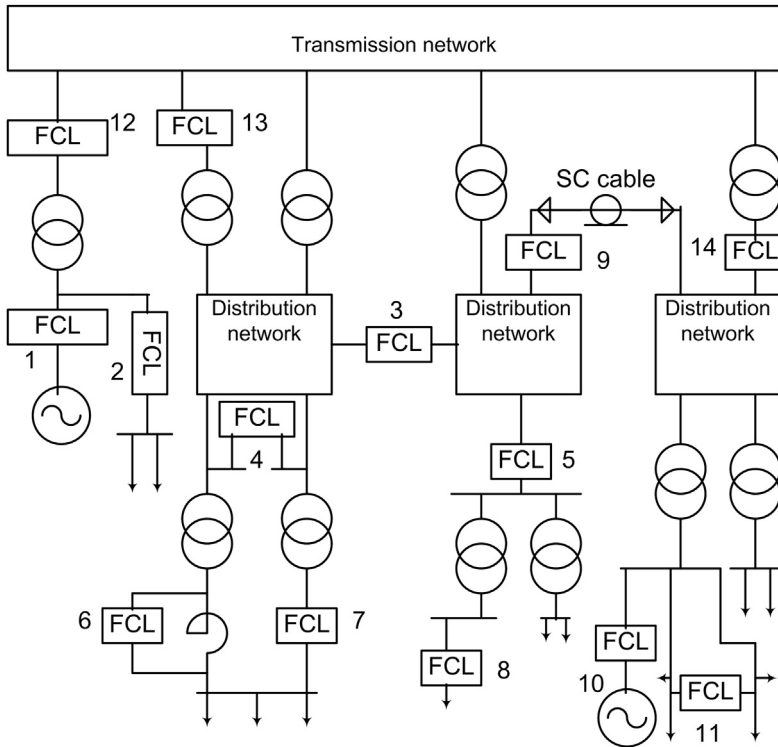 Transmission network
12
FCL
FCL
13
SC cable
FCL
9
14
FCL
FCL
1
2
FCL
Distribution
network
3
FCL
Distribution
network
Distribution
network
FCL
4
FCL
5
6
FCL
FCL
7
FCL
8
FCL
10
FCL
11